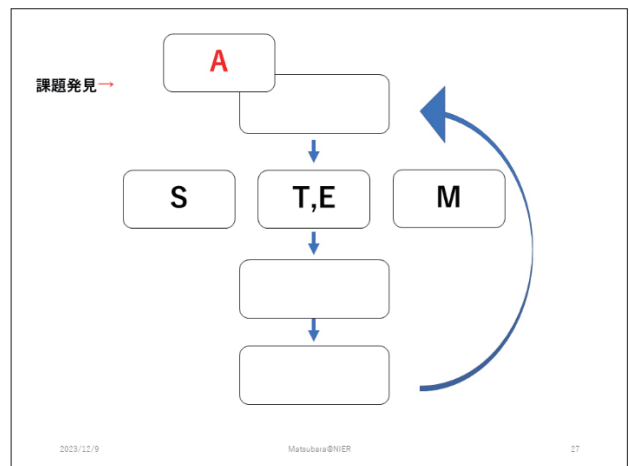 A
課題発見→
S
T,E
M
2023/12/9
Matsubara@NIER
27